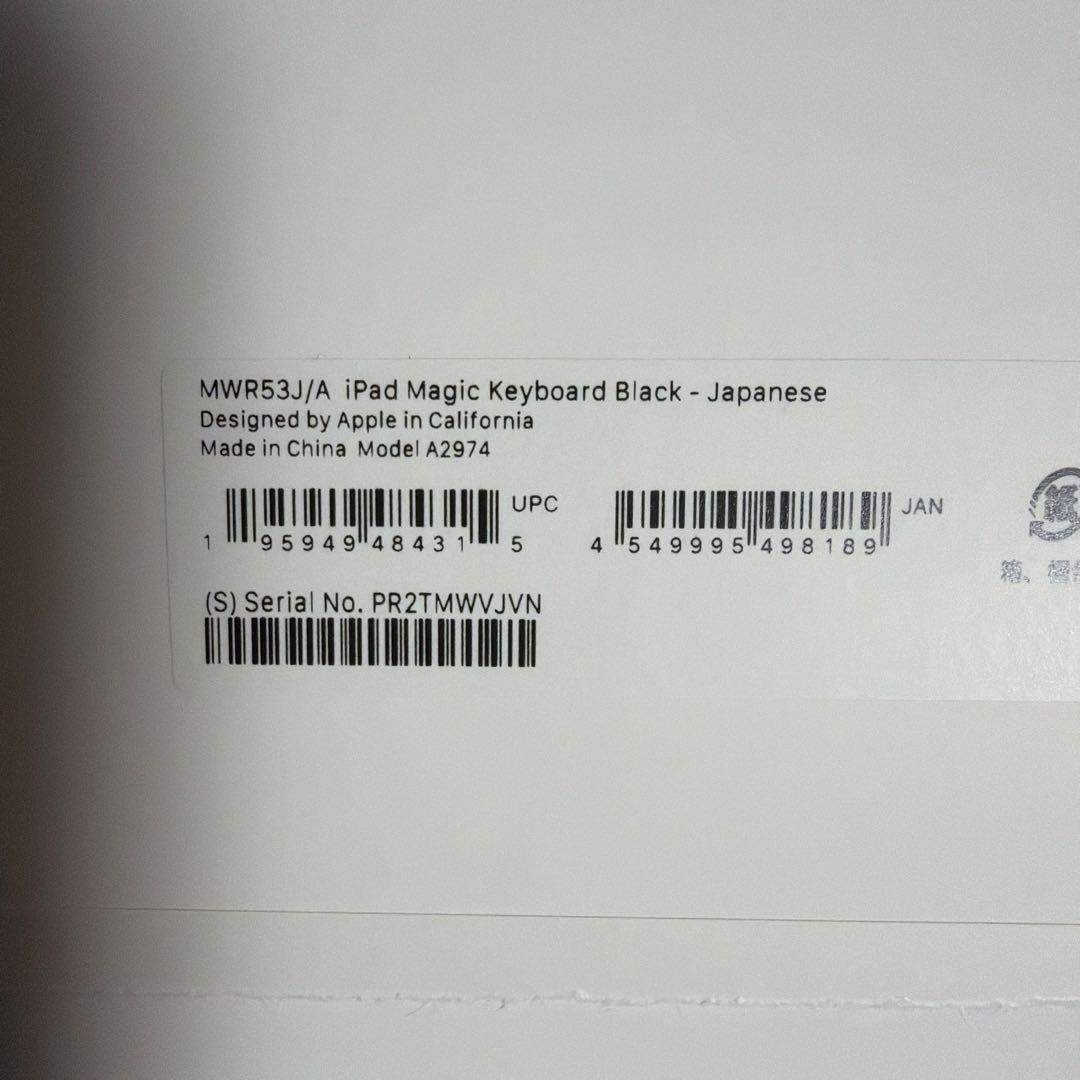 MWR53J/A iPad Magic Keyboard Black - Japanese
Designed by Apple in California
Made in China Model A2974
1 95949 48431 5 UPC
4 549995 498189 JAN
(S) Serial No. PR2TMWVJVN